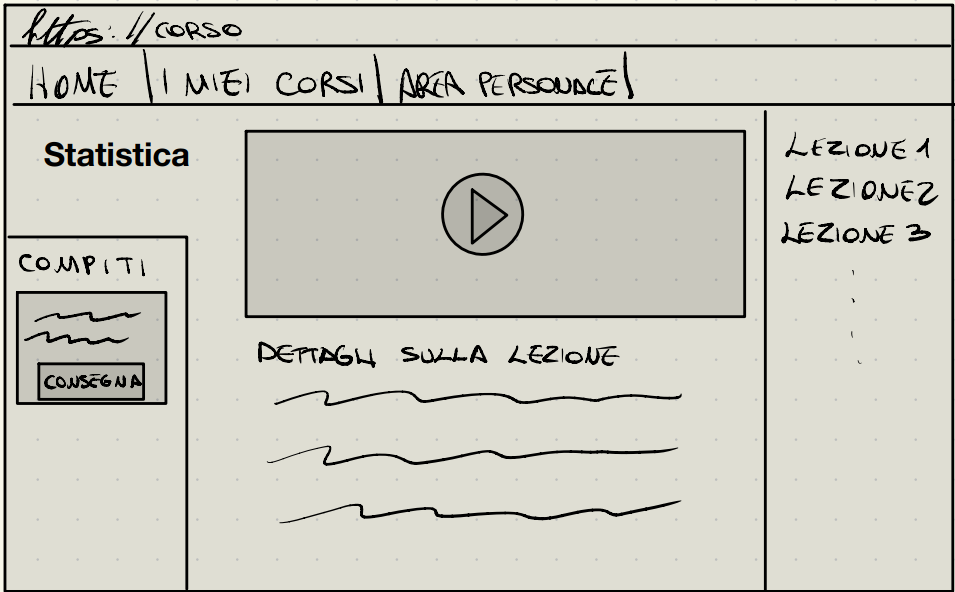 https://CORSO
HOME | I MIEI CORSI | AREA PERSONALE |
Statistica
COMPITI
CONSEGNA
DETTAGLI SULLA LEZIONE
LEZIONE 1
LEZIONE 2
LEZIONE 3